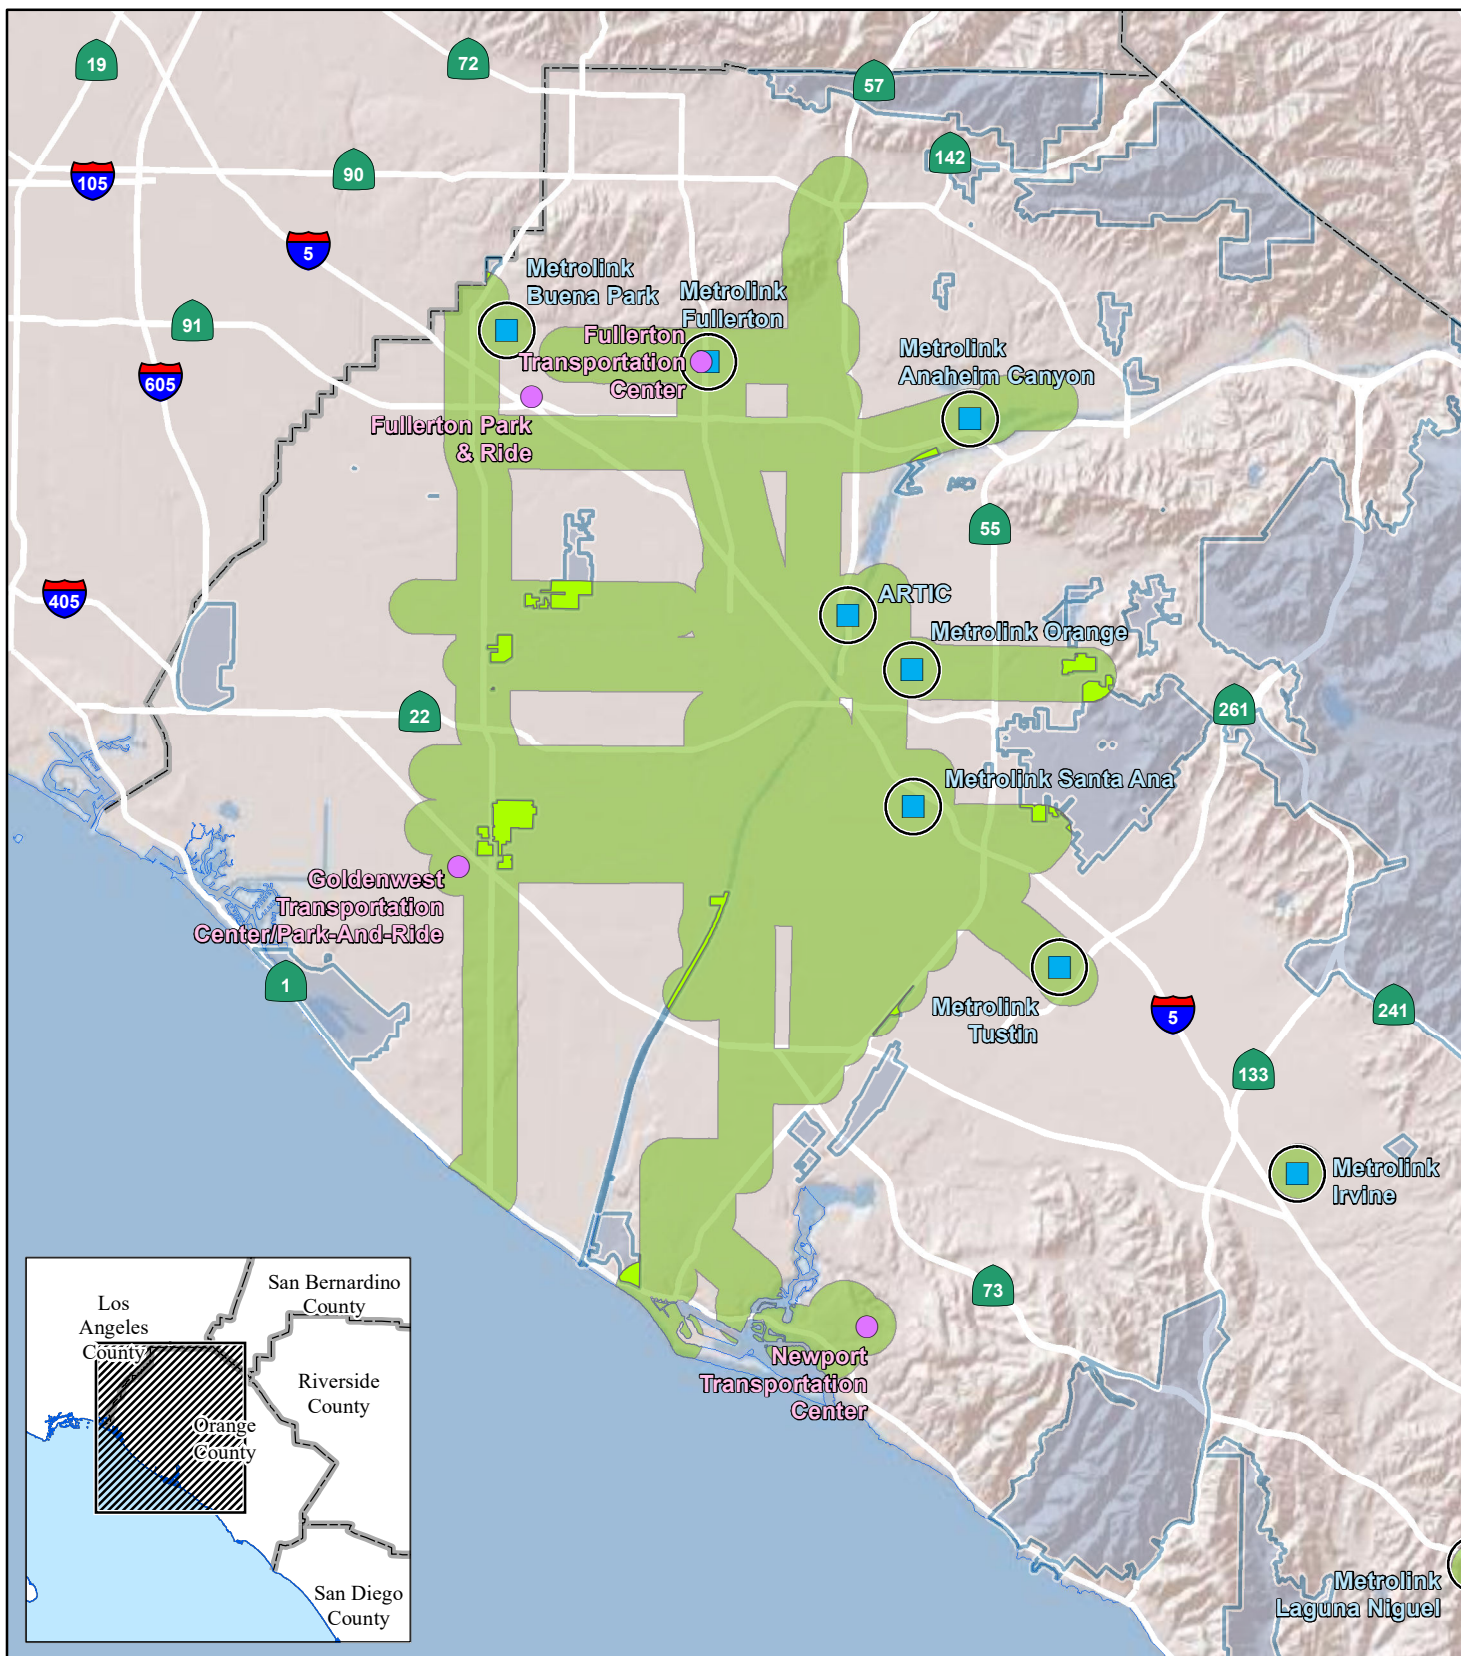 19
72
57
142
105
90
5
Metrolink
Buena Park
Metrolink
Fullerton
91
605
Fullerton
Transportation
Center
Metrolink
Anaheim Canyon
Fullerton Park
& Ride
55
405
ARTIC
Metrolink Orange
22
261
Metrolink Santa Ana
Goldenwest
Transportation
Center/Park-And-Ride
1
Metrolink
Tustin
5
241
133
Metrolink
Irvine
73
Newport
Transportation
Center
Metrolink
Laguna Niguel
San Bernardino
County
Los
Angeles
County
Riverside
County
Orange
County
San Diego
County